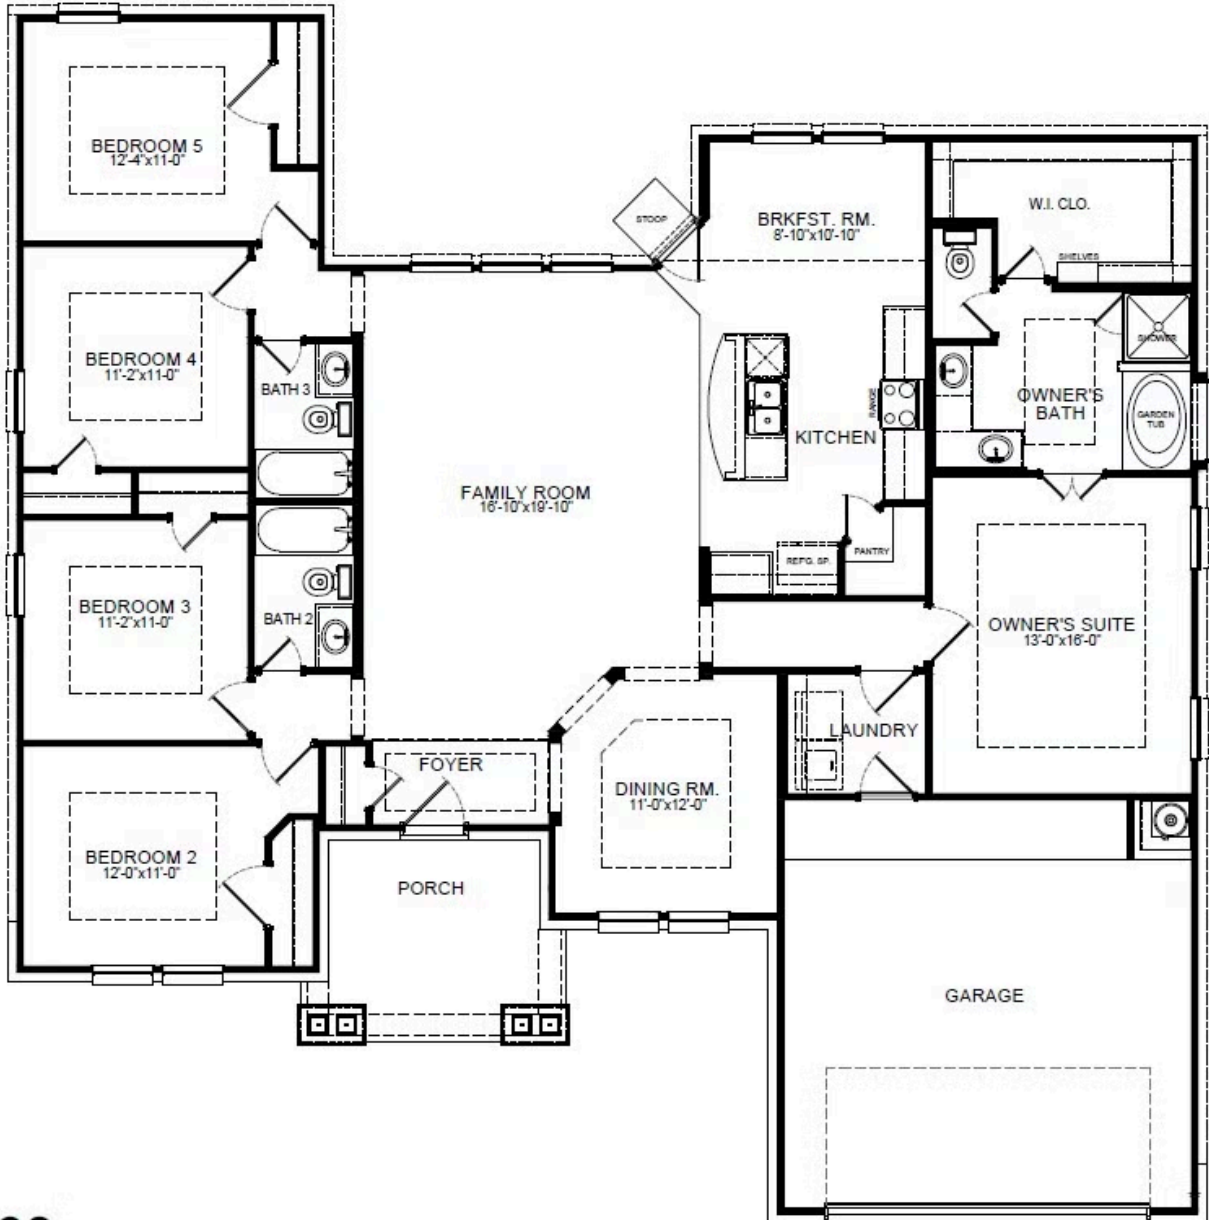 BEDROOM 5
12'-4"x11'-0"
STOOP
BRKFST. RM.
8'-10"x10'-10"
W.I. CLO.
SHELVES
BEDROOM 4
11'-2"x11'-0"
BATH 3
SHOWER
OWNER'S
BATH
GARDEN
TUB
RANGE
KITCHEN
FAMILY ROOM
16'-10"x19'-10"
REFG. SP.
PANTRY
BEDROOM 3
11'-2"x11'-0"
BATH 2
OWNER'S SUITE
13'-0"x16'-0"
LAUNDRY
FOYER
DINING RM.
11'-0"x12'-0"
BEDROOM 2
12'-0"x11'-0"
PORCH
GARAGE